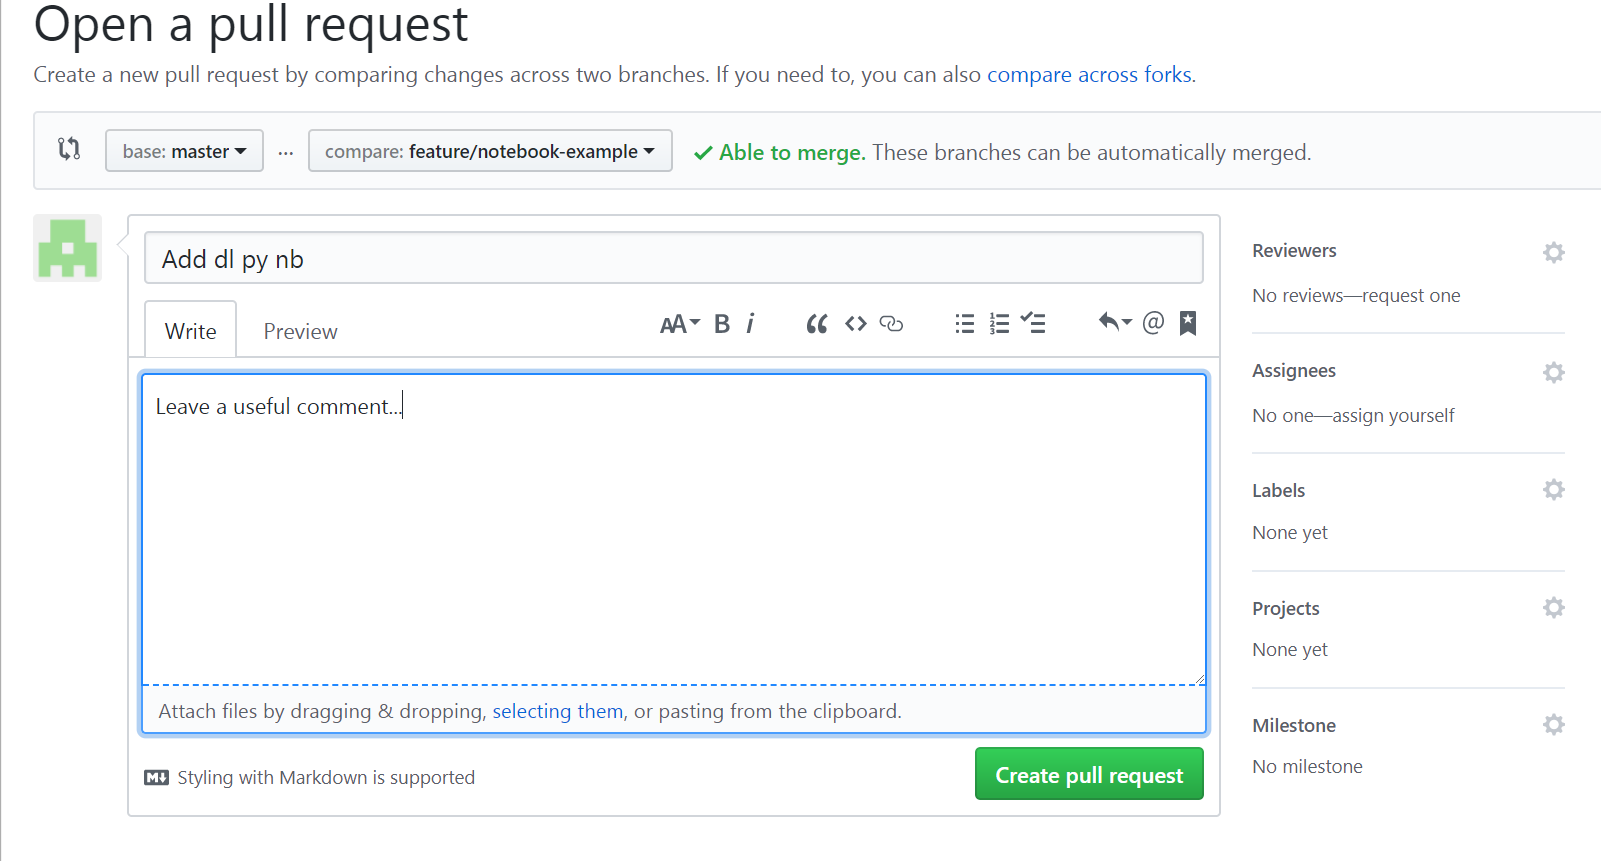 Open a pull request
Create a new pull request by comparing changes across two branches. If you need to, you can also compare across forks.
base: master ... compare: feature/notebook-example Able to merge. These branches can be automatically merged.
Add dl py nb
Write Preview AA B i @
Leave a useful comment...
Attach files by dragging & dropping, selecting them, or pasting from the clipboard.
M Styling with Markdown is supported
Create pull request
Reviewers
No reviews—request one
Assignees
No one—assign yourself
Labels
None yet
Projects
None yet
Milestone
No milestone